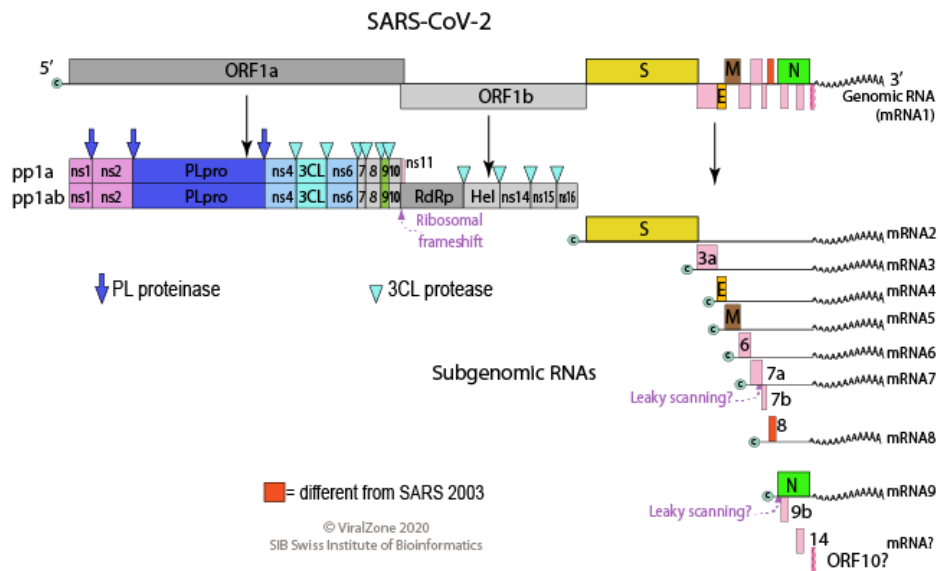 SARS-CoV-2
5′
ORF1a
ORF1b
S
E
M
N
3′
Genomic RNA
(mRNA1)
pp1a
ns1 ns2 PLpro ns4 3CL ns6 7 8 9 10 ns11
pp1ab
ns1 ns2 PLpro ns4 3CL ns6 7 8 9 10 RdRp Hel ns14 ns15 ns16
Ribosomal
frameshift
PL proteinase
3CL protease
c S mRNA2
c 3a mRNA3
c E mRNA4
c M mRNA5
c 6 mRNA6
Subgenomic RNAs
c 7a mRNA7
Leaky scanning? 7b
c 8 mRNA8
= different from SARS 2003
c N mRNA9
Leaky scanning? 9b
© ViralZone 2020
SIB Swiss Institute of Bioinformatics
14 mRNA?
ORF10?